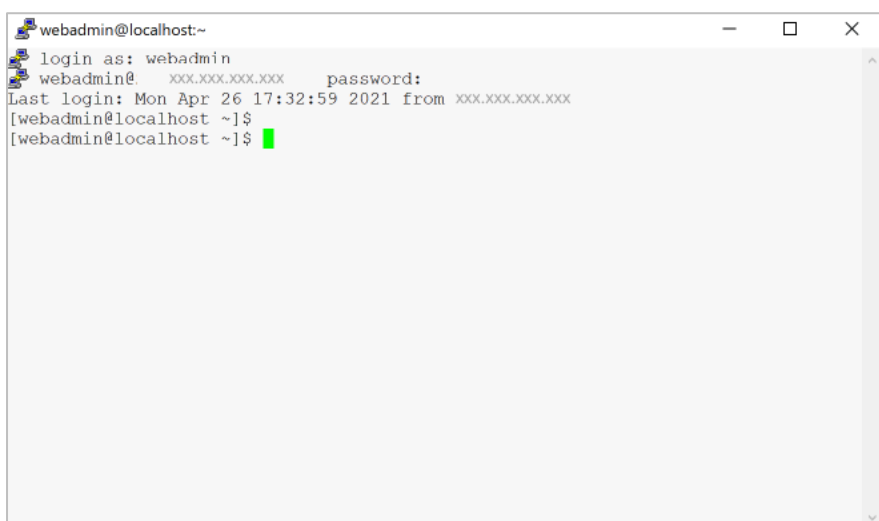 webadmin@localhost:~
login as: webadmin
webadmin@. xxx.xxx.xxx.xxx password:
Last login: Mon Apr 26 17:32:59 2021 from xxx.xxx.xxx.xxx
[webadmin@localhost ~]$
[webadmin@localhost ~]$